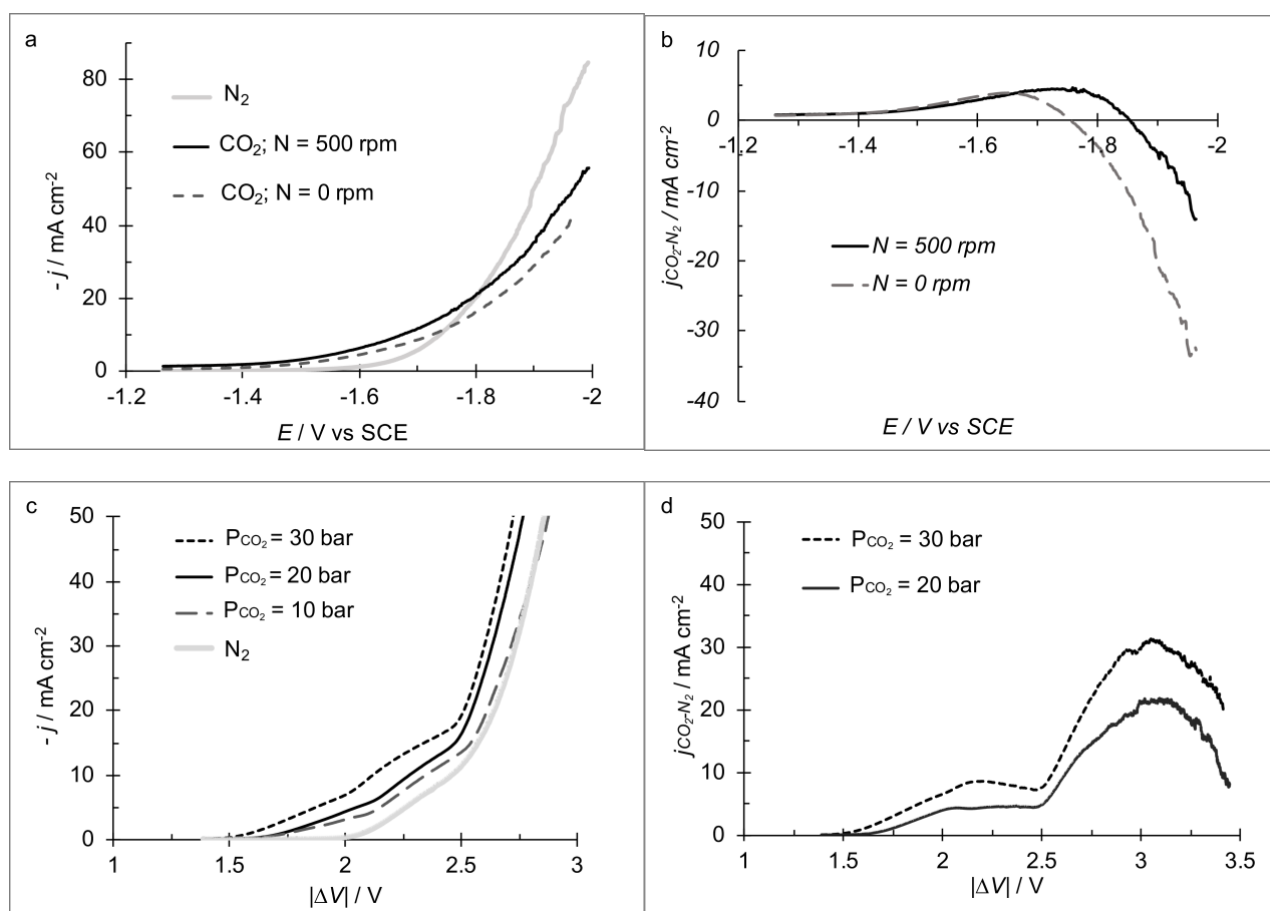 a
80
60
40
20
0
- j / mA cm-2
N2
CO2; N = 500 rpm
CO2; N = 0 rpm
-1.2 -1.4 -1.6 -1.8 -2
E / V vs SCE
b
10
5
0
-10
-20
-30
-40
jCO2-N2 / mA cm-2
-1.2 -1.4 -1.6 -1.8 -2
N = 500 rpm
N = 0 rpm
E / V vs SCE
c
50
40
30
20
10
0
- j / mA cm-2
PCO2 = 30 bar
PCO2 = 20 bar
PCO2 = 10 bar
N2
1 1.5 2 2.5 3
|ΔV| / V
d
50
40
30
20
10
0
jCO2-N2 / mA cm-2
PCO2 = 30 bar
PCO2 = 20 bar
1 1.5 2 2.5 3 3.5
|ΔV| / V